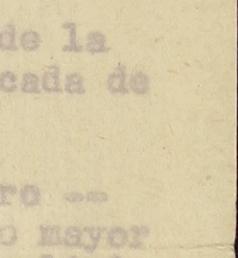 de la
cada de
ro --
o mayor